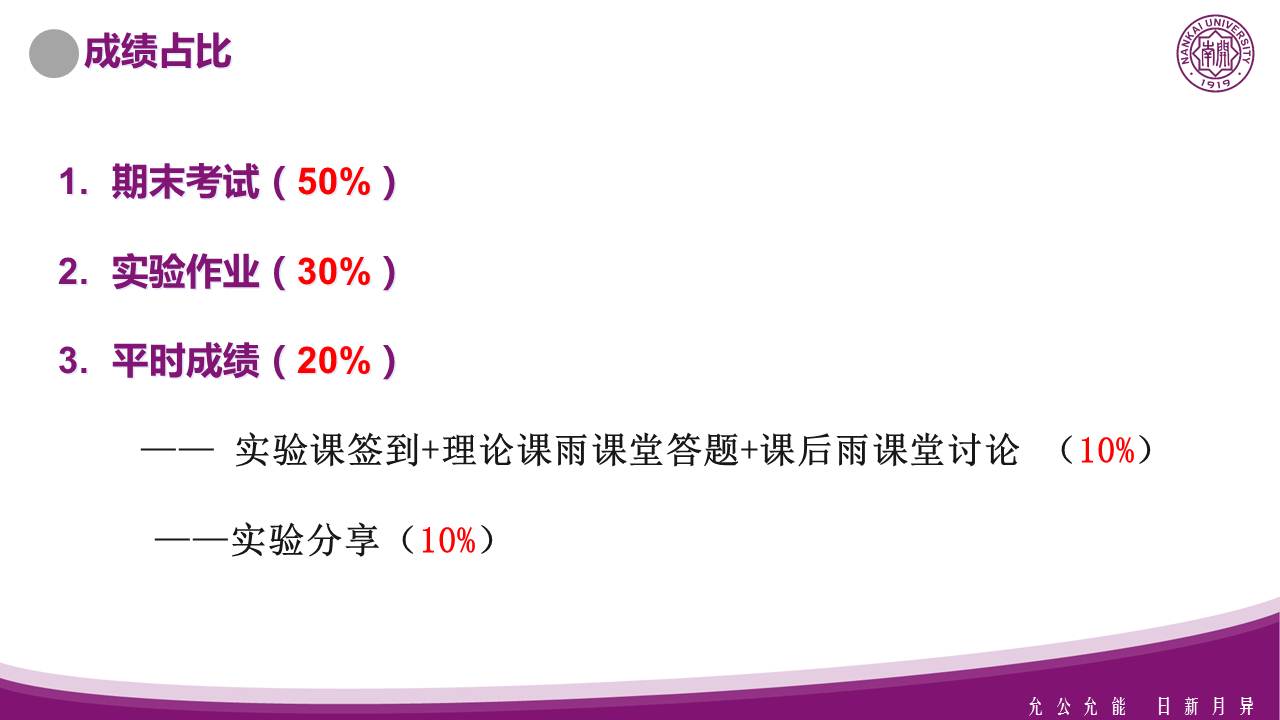 成绩占比
NANKAI UNIVERSITY
南開
1919
1. 期末考试（50%）
2. 实验作业（30%）
3. 平时成绩（20%）
—— 实验课签到+理论课雨课堂答题+课后雨课堂讨论 （10%）
——实验分享（10%）
允公允能 日新月异